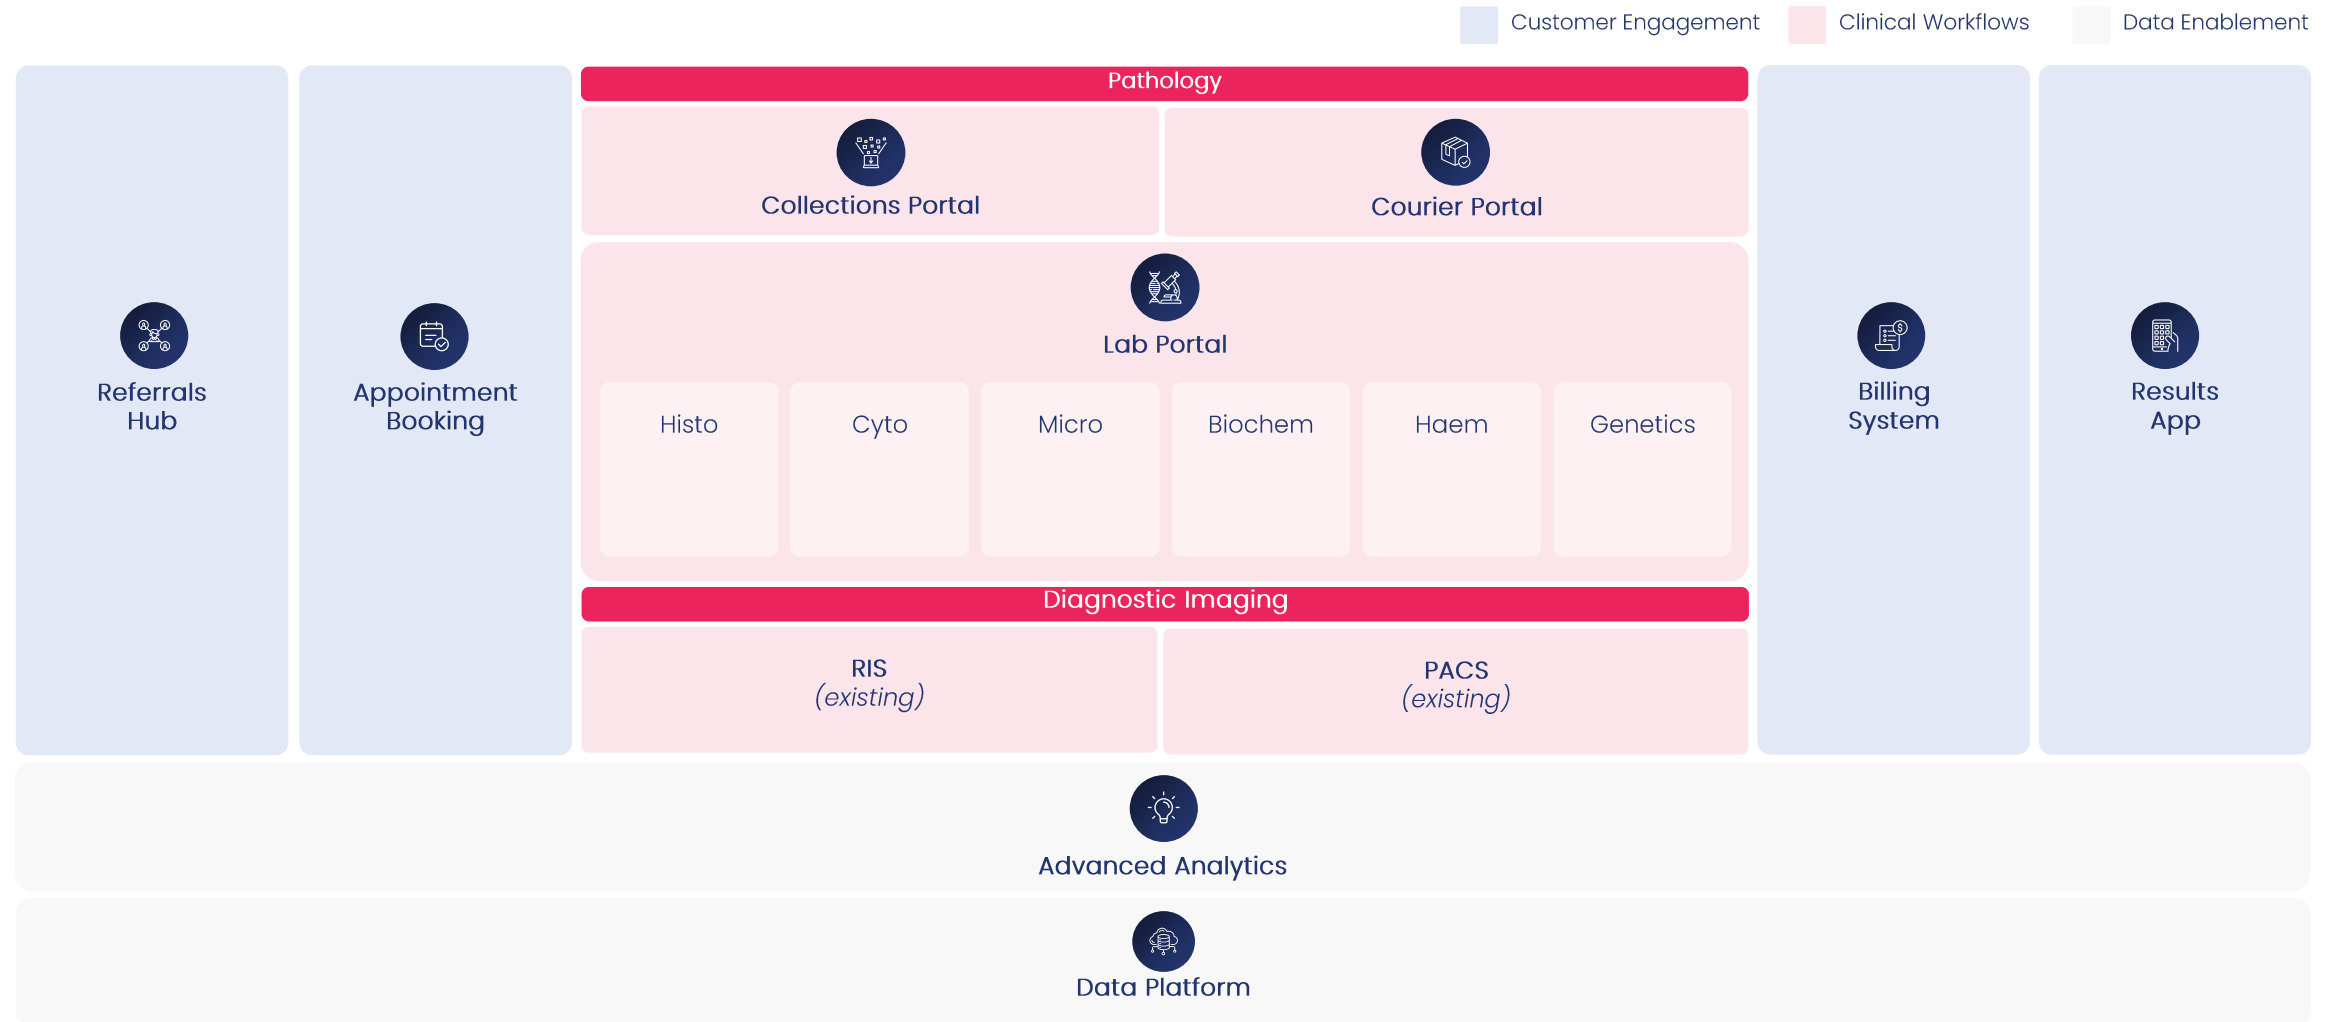 Customer Engagement
Clinical Workflows
Data Enablement
Referrals
Hub
Appointment
Booking
Pathology
Collections Portal
Courier Portal
Lab Portal
Histo
Cyto
Micro
Biochem
Haem
Genetics
Diagnostic Imaging
RIS
(existing)
PACS
(existing)
Billing
System
Results
App
Advanced Analytics
Data Platform